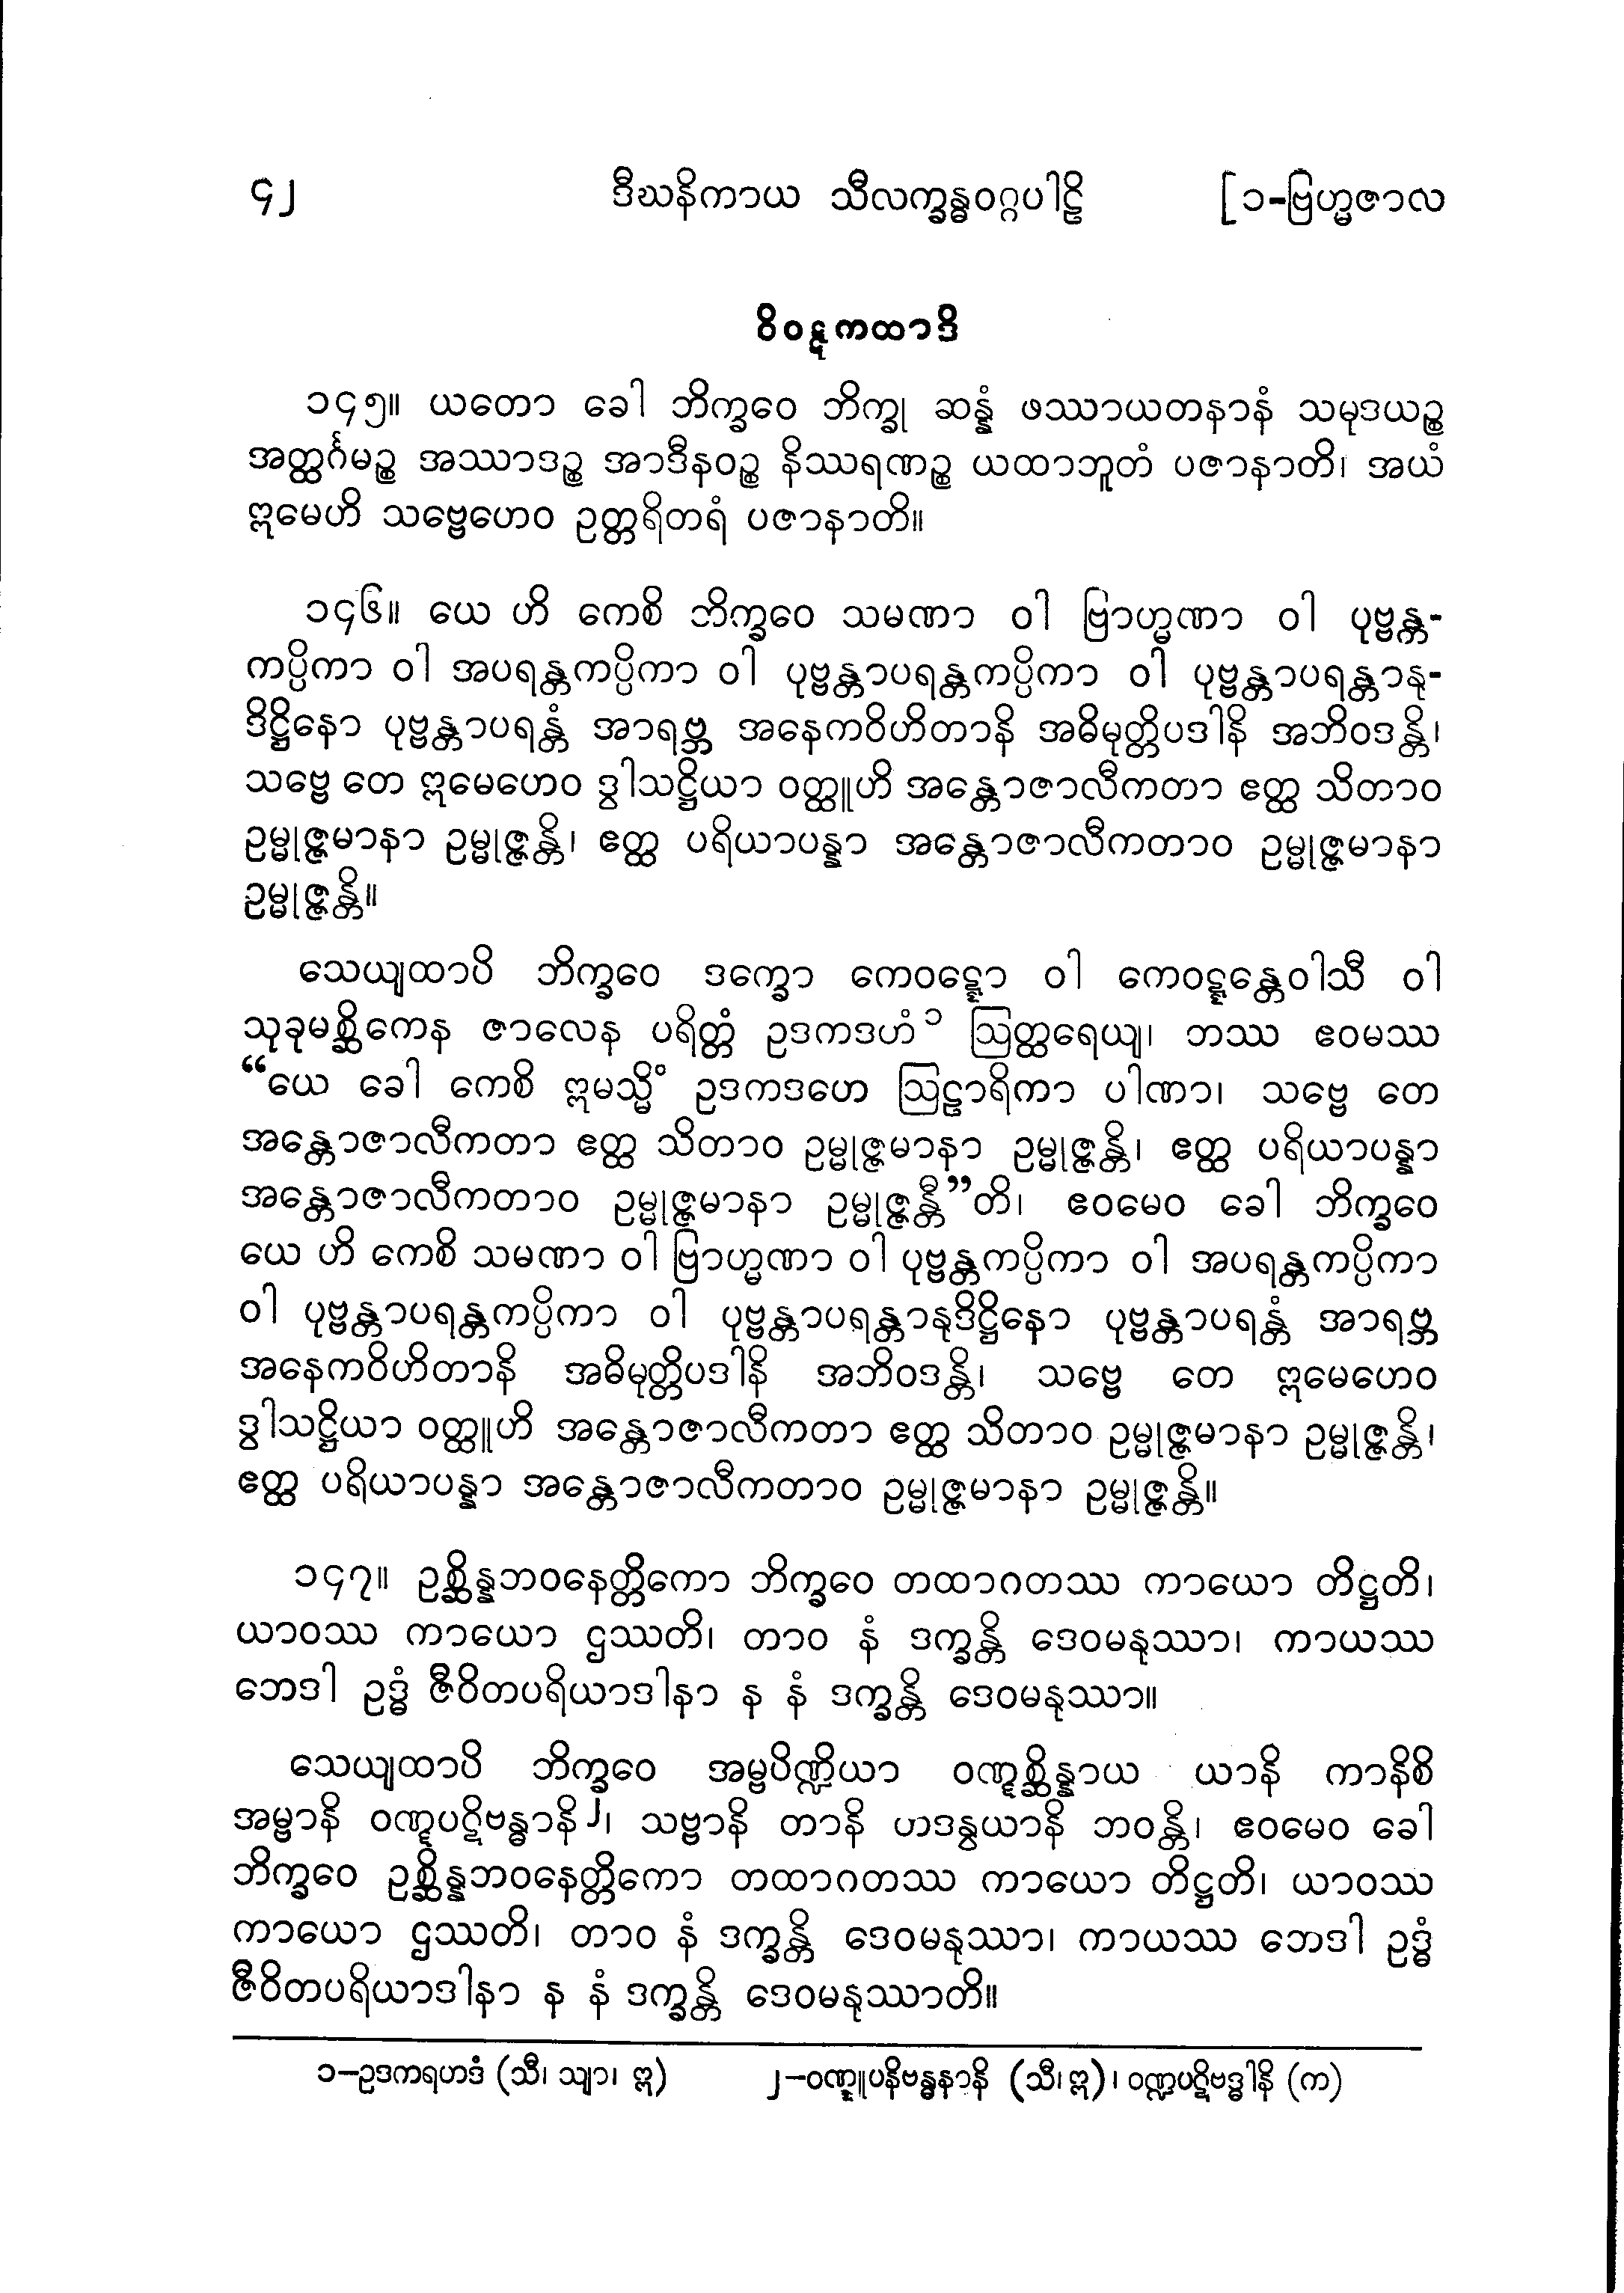 ၄၂ ဒီဃနိကာယ သီလက္ခန္ဓဝဂ္ဂပါဠိ [၁-ဗြဟ္မဇာလ
ဝိဝဋ္ဋကထာဒိ
၁၄၅။ ယတော ခေါ ဘိက္ခဝေ ဘိက္ခု ဆန္နံ ဖဿာယတနာနံ သမုဒယဉ္စ
အတ္ထင်္ဂမဉ္စ အဿာဒဉ္စ အာဒီနဝဉ္စ နိဿရဏဉ္စ ယထာဘူတံ ပဇာနာတိ၊ အယံ
ဣမေဟိ သဗ္ဗေဟေဝ ဥတ္တရိတရံ ပဇာနာတိ။
၁၄၆။ ယေ ဟိ ကေစိ ဘိက္ခဝေ သမဏာ ဝါ ဗြာဟ္မဏာ ဝါ ပုဗ္ဗန္တ-
ကပ္ပိကာ ဝါ အပရန္တကပ္ပိကာ ဝါ ပုဗ္ဗန္တာပရန္တကပ္ပိကာ ဝါ ပုဗ္ဗန္တာပရန္တာနု-
ဒိဋ္ဌိနော ပုဗ္ဗန္တာပရန္တံ အာရဗ္ဘ အနေကဝိဟိတာနိ အဓိမုတ္တိပဒါနိ အဘိဝဒန္တိ၊
သဗ္ဗေ တေ ဣမေဟေဝ ဒွါသဋ္ဌိယာ ဝတ္ထူဟိ အန္တောဇာလီကတာ ဧတ္ထ သိတာဝ
ဥမ္မုဇ္ဇမာနာ ဥမ္မုဇ္ဇန္တိ၊ ဧတ္ထ ပရိယာပန္နာ အန္တောဇာလီကတာဝ ဥမ္မုဇ္ဇမာနာ
ဥမ္မုဇ္ဇန္တိ။
သေယျထာပိ ဘိက္ခဝေ ဒက္ခော ကေဝဋ္ဋော ဝါ ကေဝဋ္ဋန္တေဝါသီ ဝါ
သုခုမစ္ဆိကေန ဇာလေန ပရိတ္တံ ဥဒကဒဟံ ၁ ဩတ္ထရေယျ၊ ဘဿ ဧဝမဿ
“ယေ ခေါ ကေစိ ဣမသ္မိံ ဥဒကဒဟေ ဩဠာရိကာ ပါဏာ၊ သဗ္ဗေ တေ
အန္တောဇာလီကတာ ဧတ္ထ သိတာဝ ဥမ္မုဇ္ဇမာနာ ဥမ္မုဇ္ဇန္တိ၊ ဧတ္ထ ပရိယာပန္နာ
အန္တောဇာလီကတာဝ ဥမ္မုဇ္ဇမာနာ ဥမ္မုဇ္ဇန္တီ”တိ၊ ဧဝမေဝ ခေါ ဘိက္ခဝေ
ယေ ဟိ ကေစိ သမဏာ ဝါ ဗြာဟ္မဏာ ဝါ ပုဗ္ဗန္တကပ္ပိကာ ဝါ အပရန္တကပ္ပိကာ
ဝါ ပုဗ္ဗန္တာပရန္တကပ္ပိကာ ဝါ ပုဗ္ဗန္တာပရန္တာနုဒိဋ္ဌိနော ပုဗ္ဗန္တာပရန္တံ အာရဗ္ဘ
အနေကဝိဟိတာနိ အဓိမုတ္တိပဒါနိ အဘိဝဒန္တိ၊ သဗ္ဗေ တေ ဣမေဟေဝ
ဒွါသဋ္ဌိယာ ဝတ္ထူဟိ အန္တောဇာလီကတာ ဧတ္ထ သိတာဝ ဥမ္မုဇ္ဇမာနာ ဥမ္မုဇ္ဇန္တိ၊
ဧတ္ထ ပရိယာပန္နာ အန္တောဇာလီကတာဝ ဥမ္မုဇ္ဇမာနာ ဥမ္မုဇ္ဇန္တိ။
၁၄၇။ ဥစ္ဆိန္နဘဝနေတ္တိကော ဘိက္ခဝေ တထာဂတဿ ကာယော တိဋ္ဌတိ၊
ယာဝဿ ကာယော ဌဿတိ၊ တာဝ နံ ဒက္ခန္တိ ဒေဝမနုဿာ၊ ကာယဿ
ဘေဒါ ဥဒ္ဓံ ဇီဝိတပရိယာဒါနာ န နံ ဒက္ခန္တိ ဒေဝမနုဿာ။
သေယျထာပိ ဘိက္ခဝေ အမ္ဗပိဏ္ဍိယာ ဝဏ္ဋစ္ဆိန္နာယ ယာနိ ကာနိစိ
အမ္ဗာနိ ဝဏ္ဋပဋိဗန္ဓာနိ ၂၊ သဗ္ဗာနိ တာနိ ဟဒန္ဝယာနိ ဘဝန္တိ၊ ဧဝမေဝ ခေါ
ဘိက္ခဝေ ဥစ္ဆိန္နဘဝနေတ္တိကော တထာဂတဿ ကာယော တိဋ္ဌတိ၊ ယာဝဿ
ကာယော ဌဿတိ၊ တာဝ နံ ဒက္ခန္တိ ဒေဝမနုဿာ၊ ကာယဿ ဘေဒါ ဥဒ္ဓံ
ဇီဝိတပရိယာဒါနာ န နံ ဒက္ခန္တိ ဒေဝမနုဿာတိ။
၁–ဥဒကရဟဒံ (သီ၊ သျာ၊ ဣ) ၂–ဝဏ္ဋူပနိဗန္ဓနာနိ (သီ၊ဣ)၊ ဝဏ္ဍပဋိဗဒ္ဓါနိ (က)